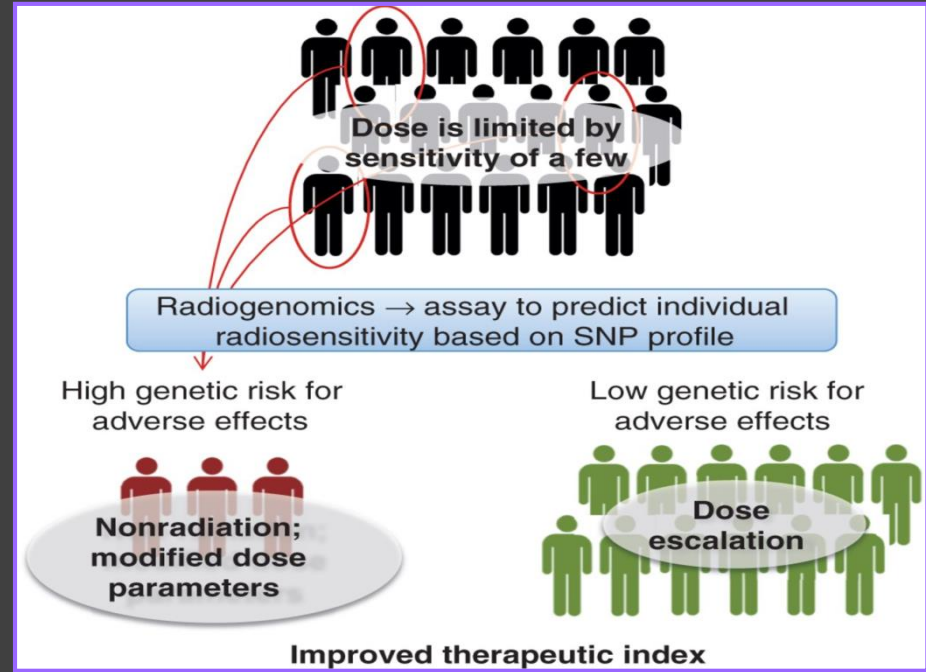 Dose is limited by
sensitivity of a few
Radiogenomics → assay to predict individual
radiosensitivity based on SNP profile
High genetic risk for
adverse effects
Low genetic risk for
adverse effects
Nonradiation;
modified dose
parameters
Dose
escalation
Improved therapeutic index